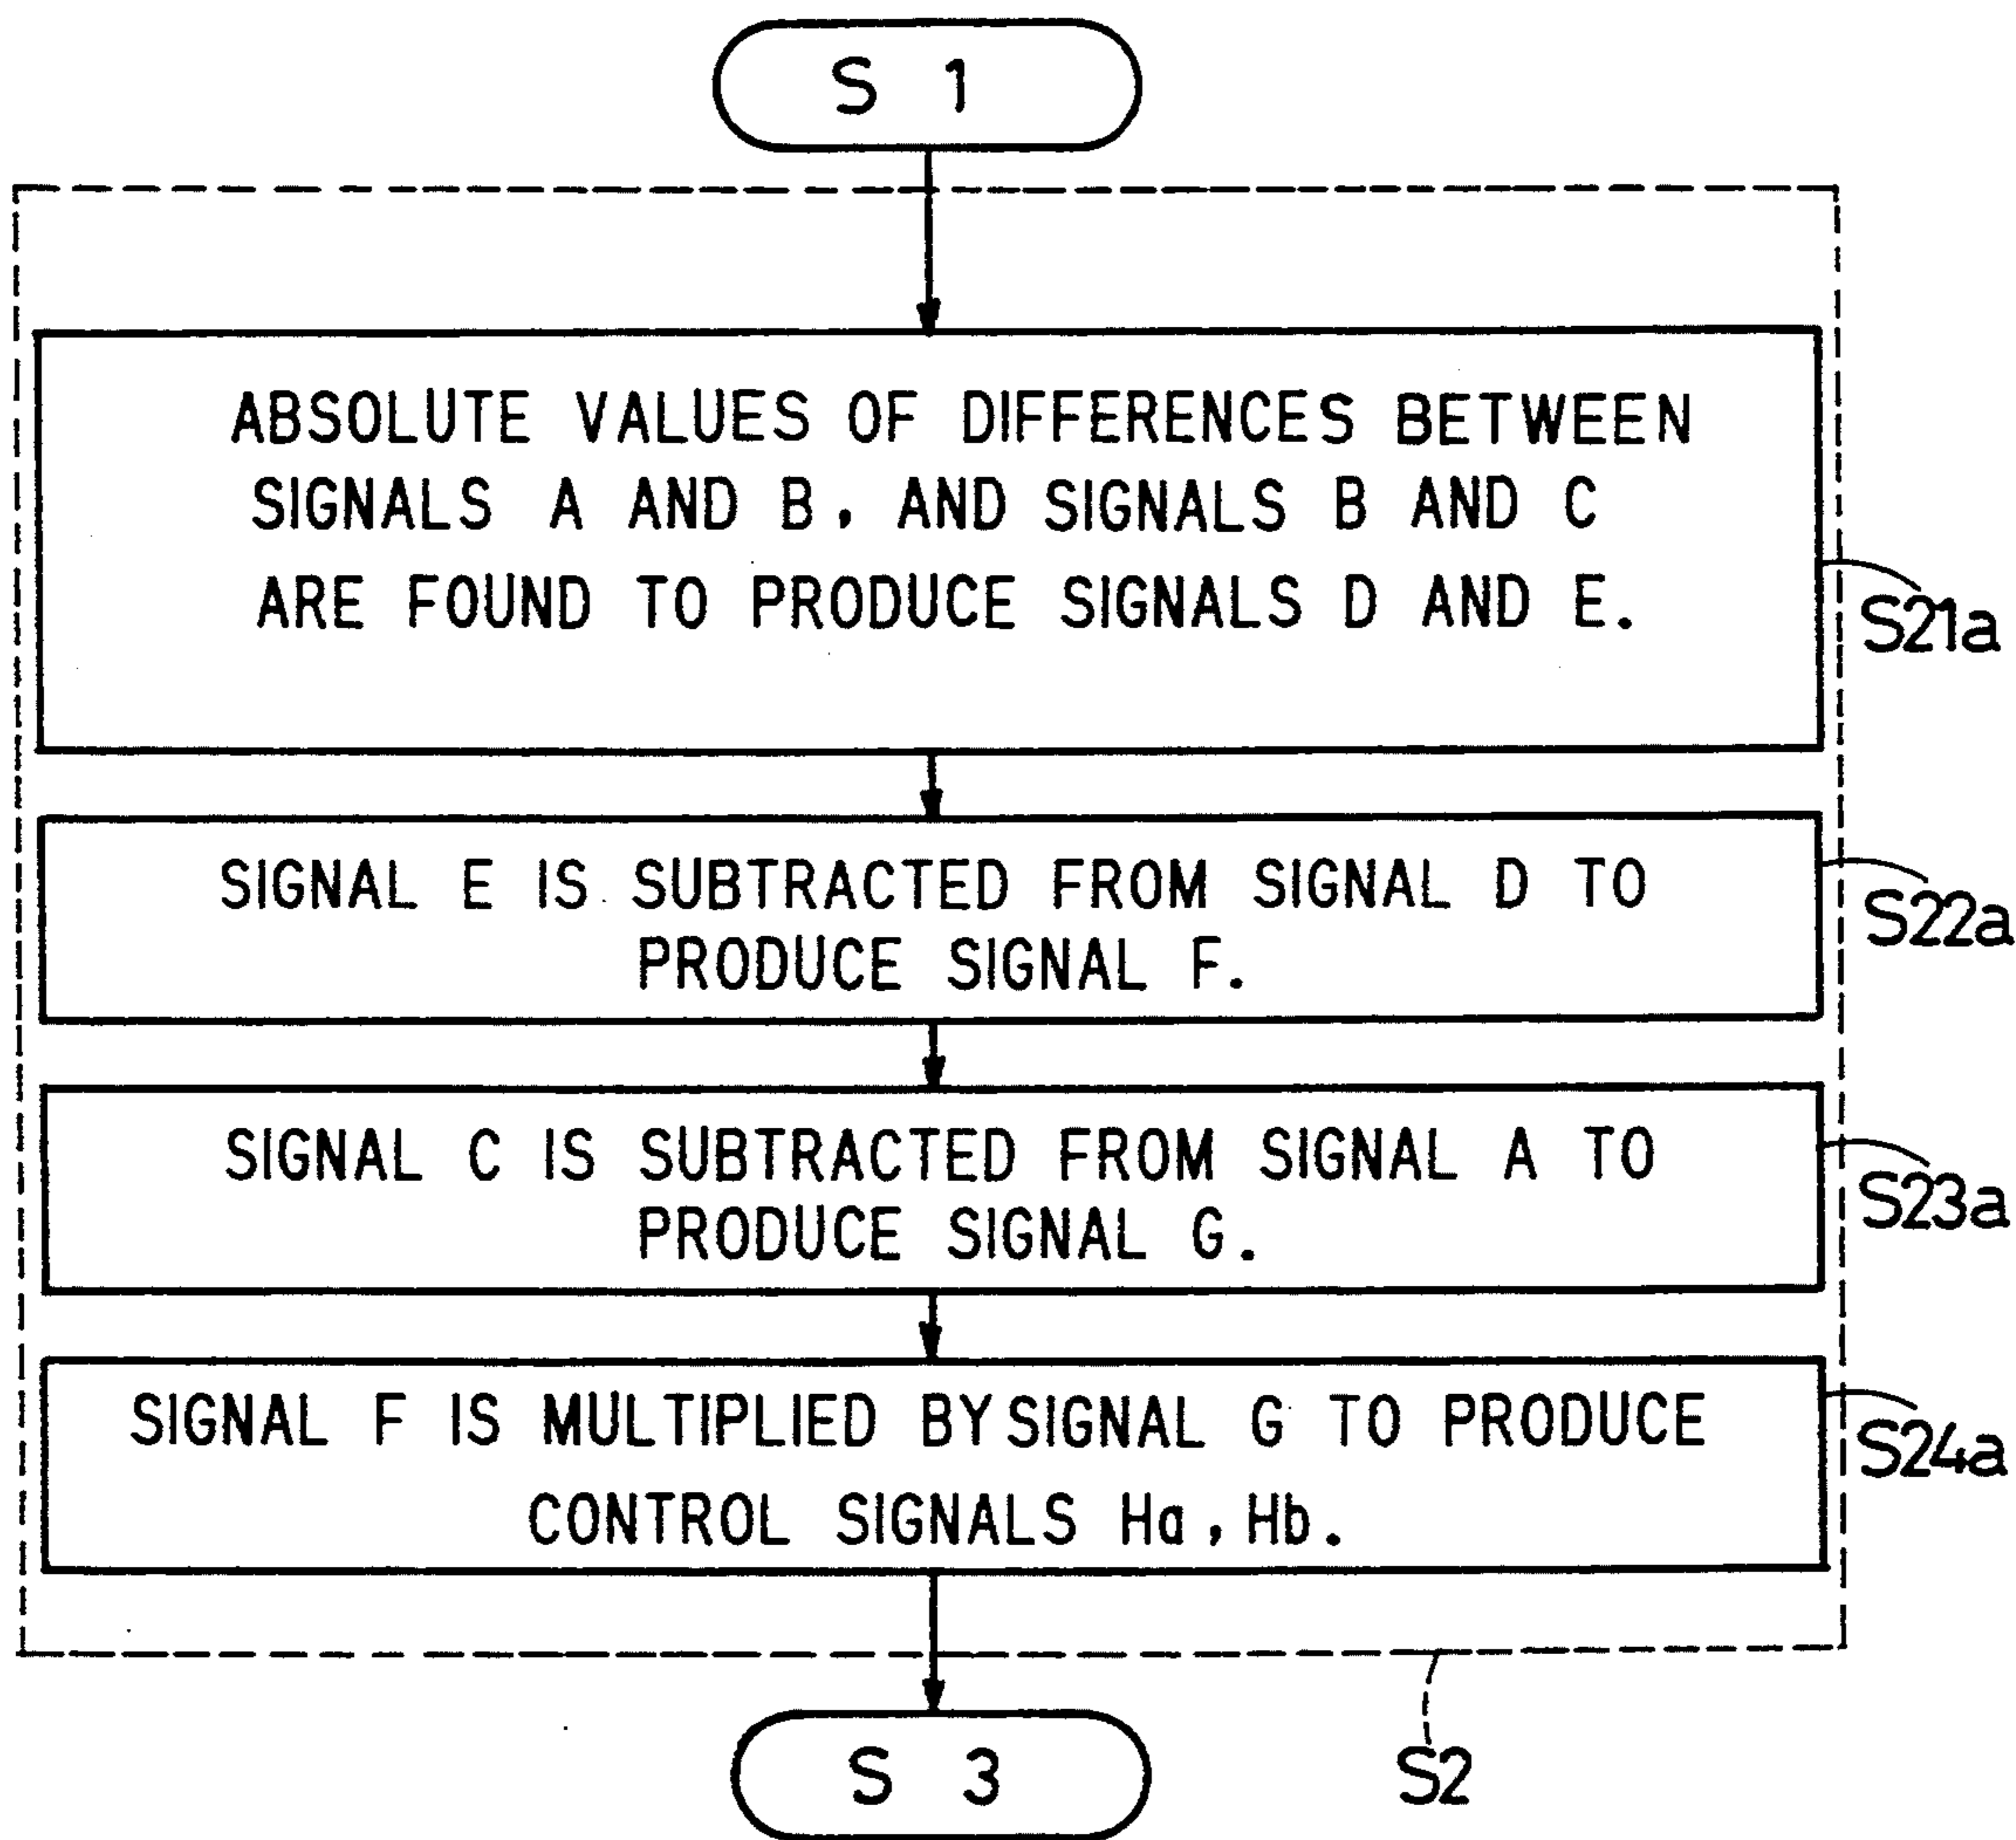 S 1
ABSOLUTE VALUES OF DIFFERENCES BETWEEN
SIGNALS A AND B, AND SIGNALS B AND C
ARE FOUND TO PRODUCE SIGNALS D AND E.
S21a
SIGNAL E IS SUBTRACTED FROM SIGNAL D TO
PRODUCE SIGNAL F.
S22a
SIGNAL C IS SUBTRACTED FROM SIGNAL A TO
PRODUCE SIGNAL G.
S23a
SIGNAL F IS MULTIPLIED BY SIGNAL G TO PRODUCE
CONTROL SIGNALS Ha, Hb.
S24a
S2
S 3